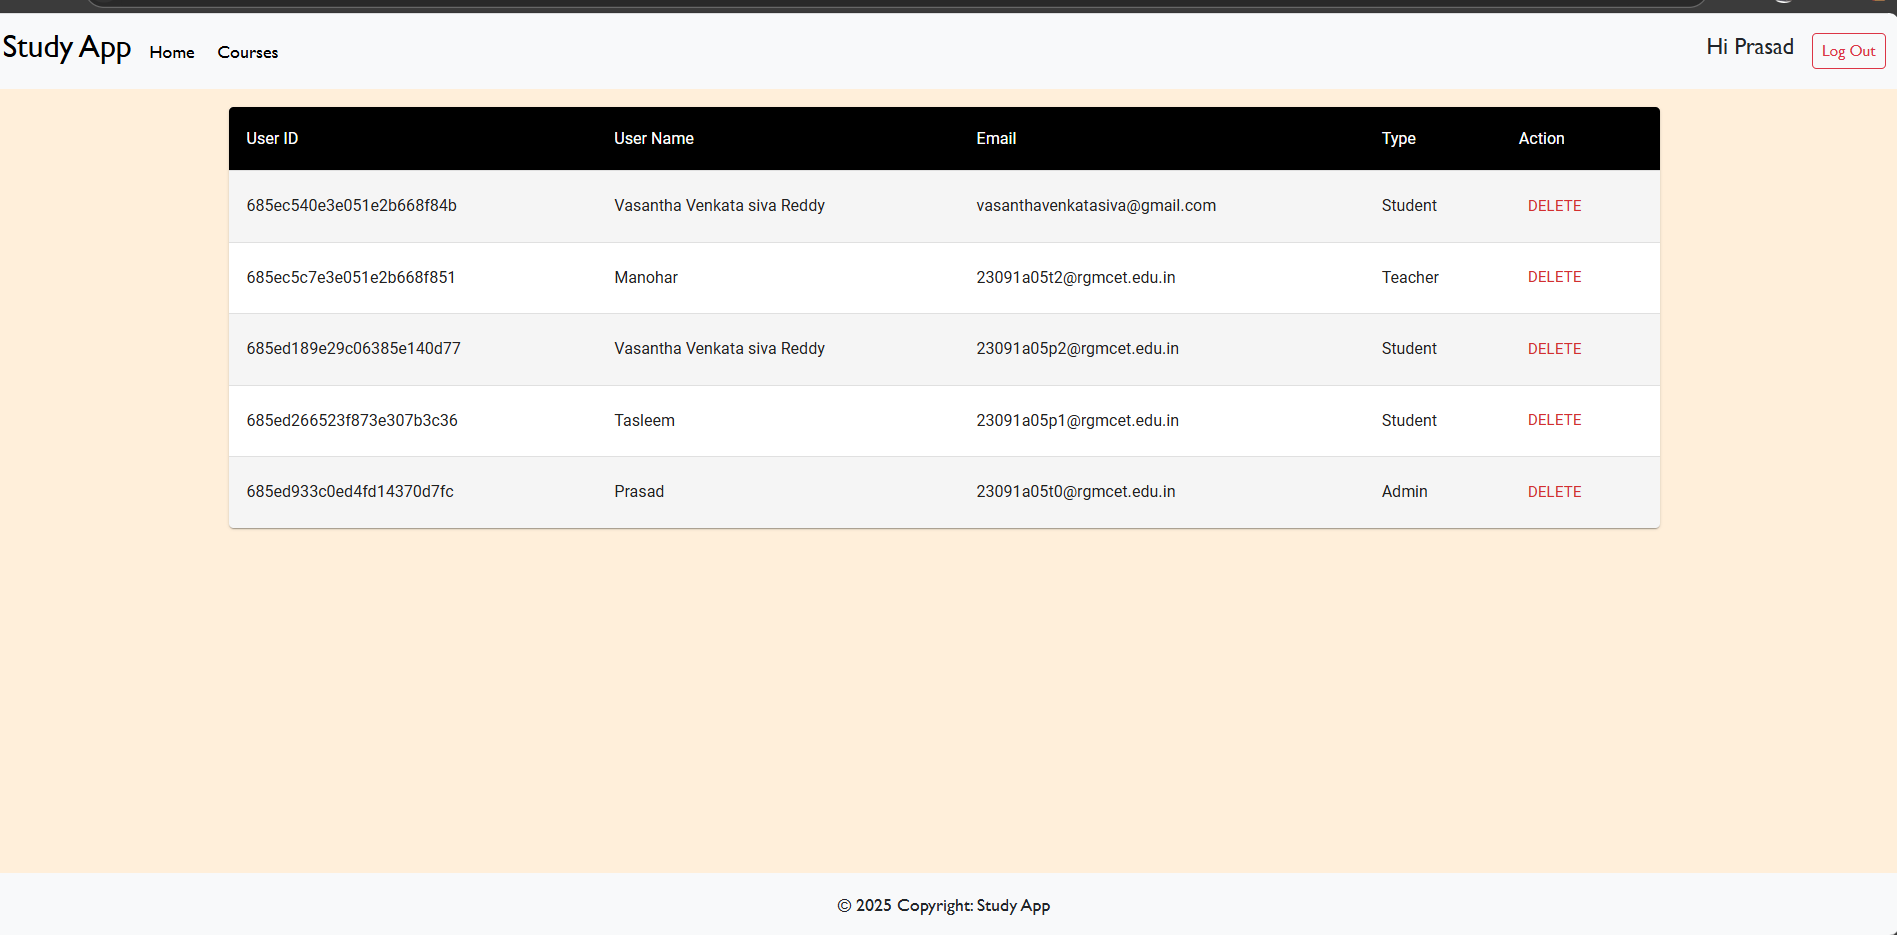 Study App Home Courses Hi Prasad Log Out
User ID User Name Email Type Action
685ec540e3e051e2b668f84b Vasantha Venkata siva Reddy vasanthavenkatasiva@gmail.com Student DELETE
685ec5c7e3e051e2b668f851 Manohar 23091a05t2@rgmcet.edu.in Teacher DELETE
685ed189e29c06385e140d77 Vasantha Venkata siva Reddy 23091a05p2@rgmcet.edu.in Student DELETE
685ed266523f873e307b3c36 Tasleem 23091a05p1@rgmcet.edu.in Student DELETE
685ed933c0ed4fd14370d7fc Prasad 23091a05t0@rgmcet.edu.in Admin DELETE
© 2025 Copyright: Study App